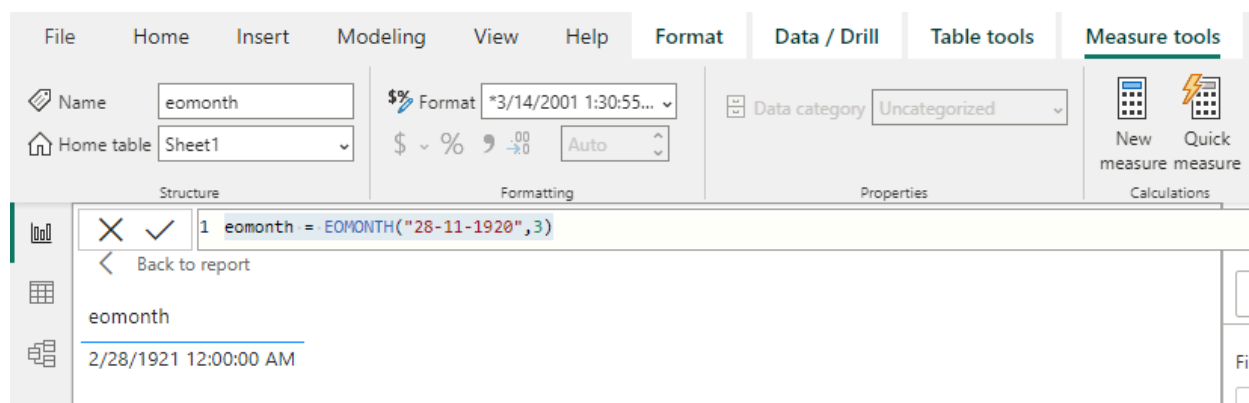 File Home Insert Modeling View Help Format Data / Drill Table tools Measure tools
Name eomonth $% Format *3/14/2001 1:30:55... Data category Uncategorized
Home table Sheet1 $ % 9 .00 →0 Auto
New measure Quick measure
Structure Formatting Properties Calculations
1 eomonth = EOMONTH("28-11-1920",3)
Back to report
eomonth
2/28/1921 12:00:00 AM
Fi